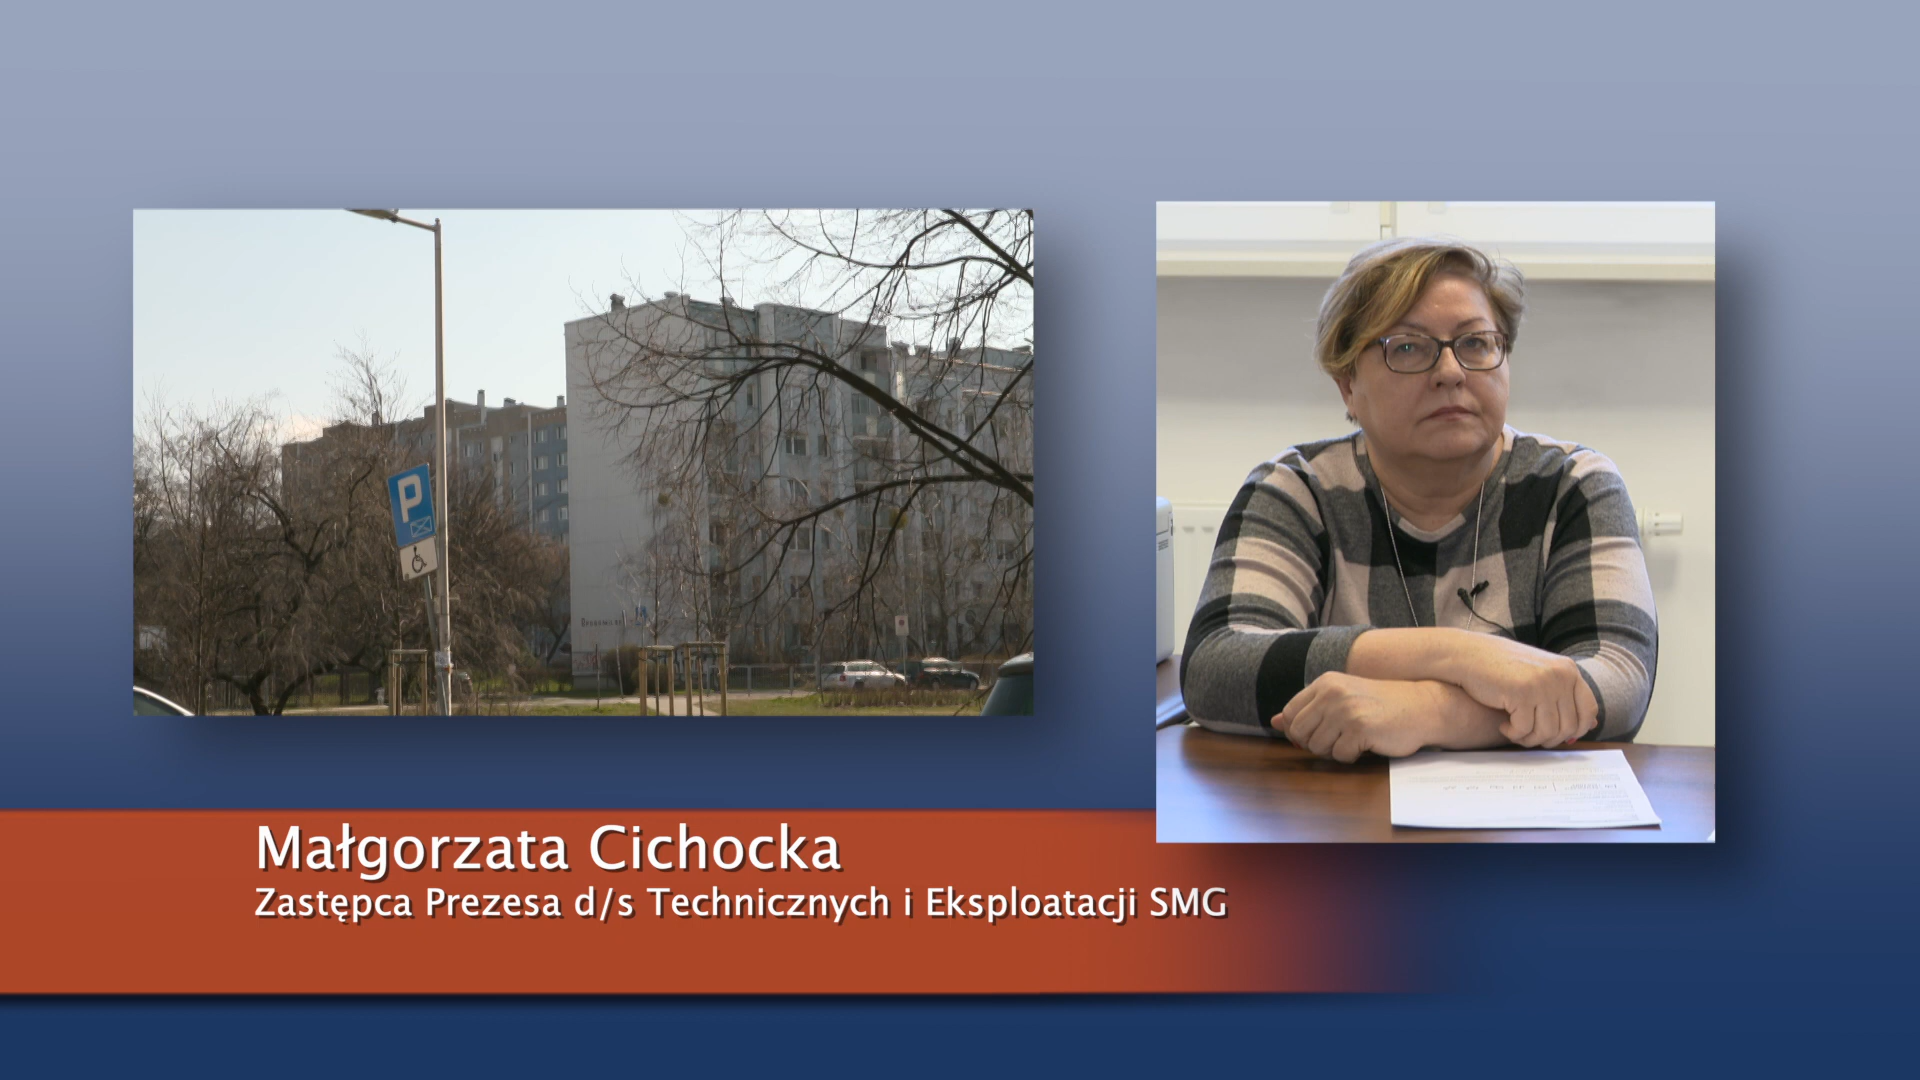 P
Małgorzata Cichocka
Zastępca Prezesa d/s Technicznych i Eksploatacji SMG